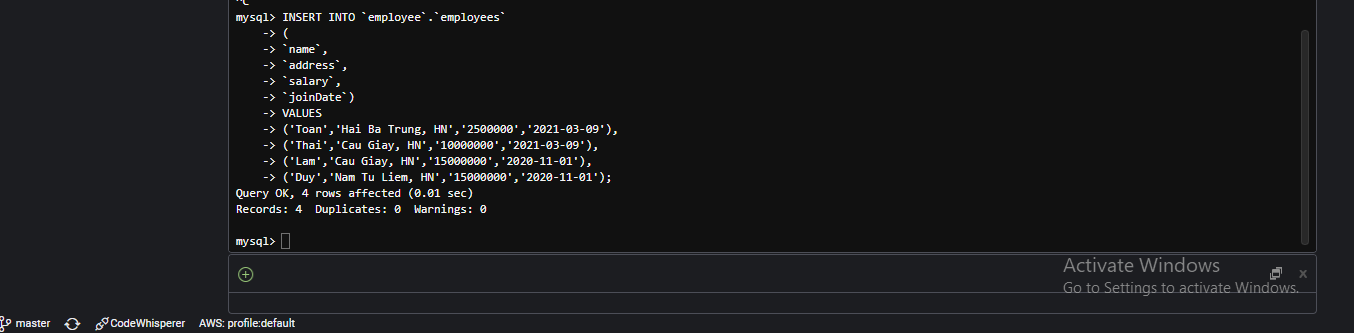 ^C
mysql> INSERT INTO `employee`.`employees`
-> (
-> `name`,
-> `address`,
-> `salary`,
-> `joinDate`)
-> VALUES
-> ('Toan','Hai Ba Trung, HN','2500000','2021-03-09'),
-> ('Thai','Cau Giay, HN','10000000','2021-03-09'),
-> ('Lam','Cau Giay, HN','15000000','2020-11-01'),
-> ('Duy','Nam Tu Liem, HN','15000000','2020-11-01');
Query OK, 4 rows affected (0.01 sec)
Records: 4  Duplicates: 0  Warnings: 0
mysql>
Activate Windows
Go to Settings to activate Windows.
master CodeWhisperer AWS: profile:default